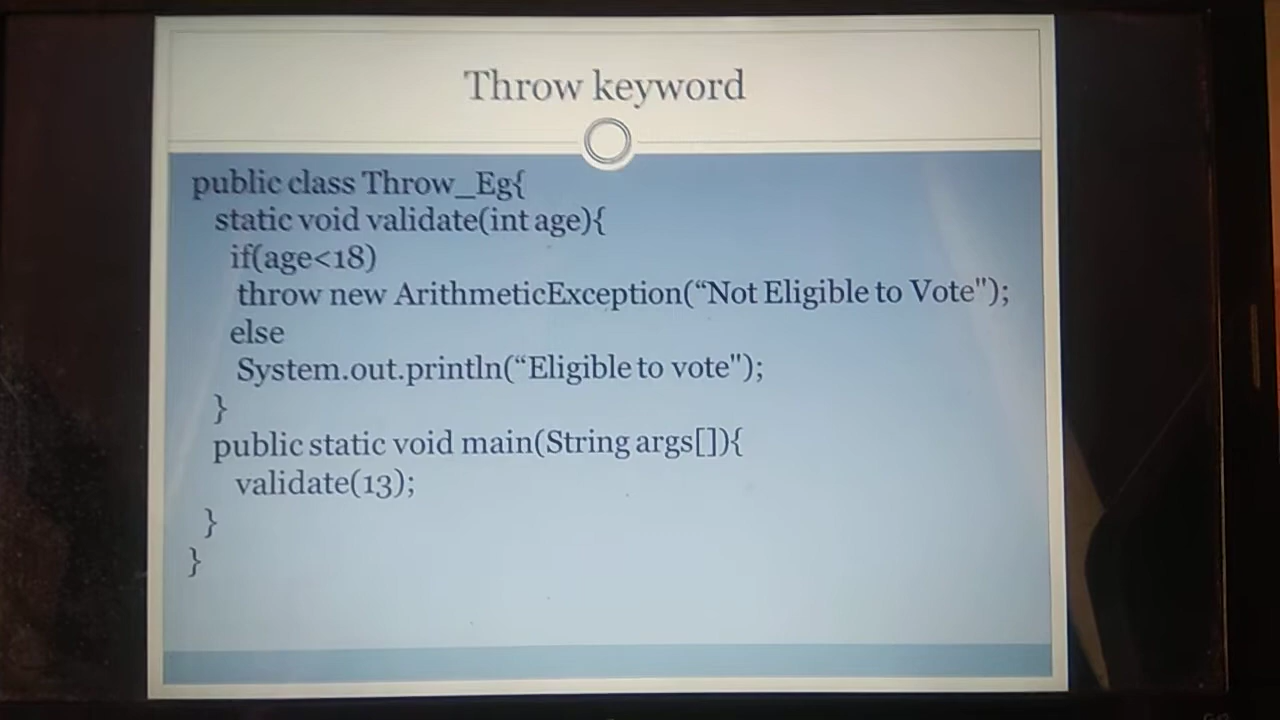 Throw keyword
public class Throw_Eg{
static void validate(int age){
if(age<18)
throw new ArithmeticException(“Not Eligible to Vote");
else
System.out.println(“Eligible to vote");
}
public static void main(String args[]){
validate(13);
}
}